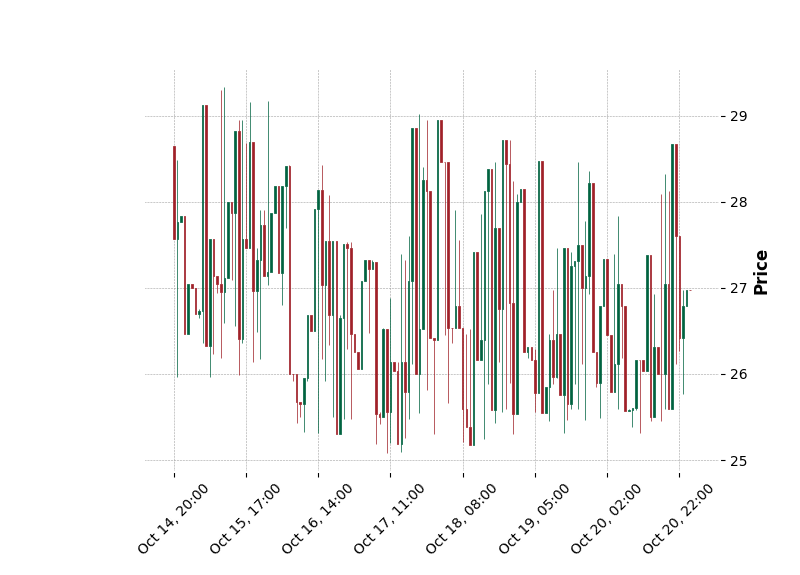 29
28
27
26
25
Price
Oct 14, 20:00
Oct 15, 17:00
Oct 16, 14:00
Oct 17, 11:00
Oct 18, 08:00
Oct 19, 05:00
Oct 20, 02:00
Oct 20, 22:00